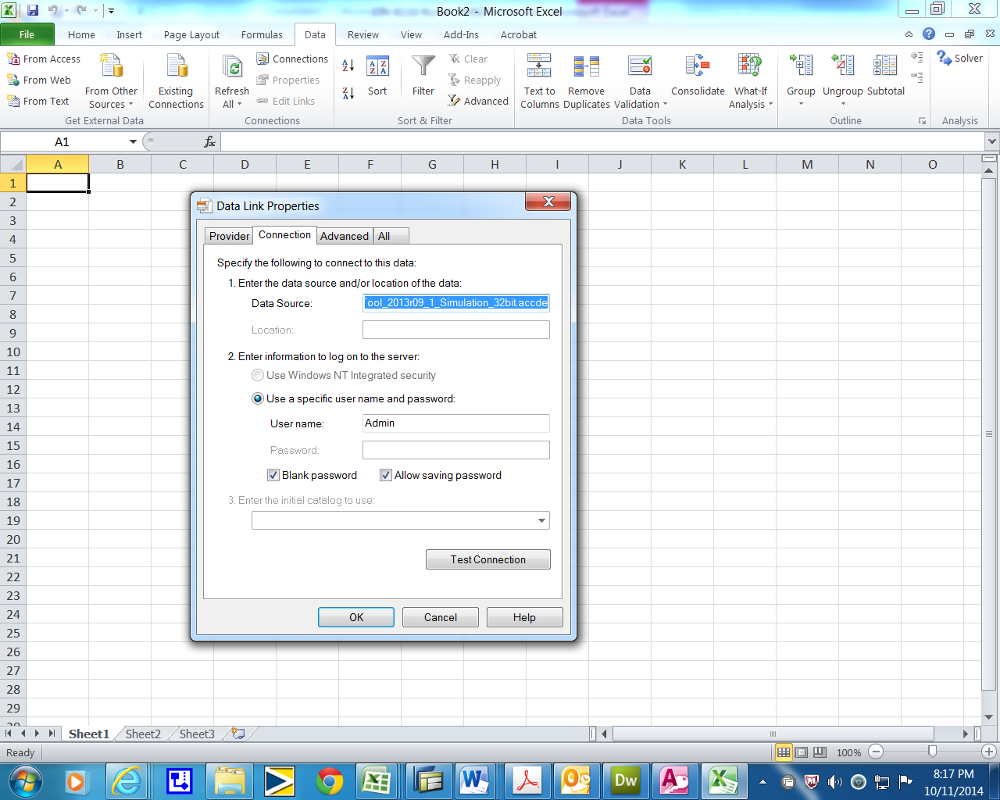 Book2 - Microsoft Excel
File Home Insert Page Layout Formulas Data Review View Add-Ins Acrobat
From Access
From Web
From Text
From Other Sources
Existing Connections
Get External Data
Refresh All
Connections
Properties
Edit Links
Connections
Sort
Filter
Clear
Reapply
Advanced
Sort & Filter
Text to Columns
Remove Duplicates
Data Validation
Consolidate
What-If Analysis
Data Tools
Group
Ungroup
Subtotal
Outline
Solver
Analysis
A1 fx
A B C D E F G H I J K L M N O
1
2
3
4
5
6
7
8
9
10
11
12
13
14
15
16
17
18
19
20
21
22
23
24
25
26
27
28
29
Data Link Properties
Provider Connection Advanced All
Specify the following to connect to this data:
1. Enter the data source and/or location of the data:
Data Source: ool_2013r09_1_Simulation_32bit.accde
Location:
2. Enter information to log on to the server:
Use Windows NT Integrated security
Use a specific user name and password:
User name: Admin
Password:
Blank password Allow saving password
3. Enter the initial catalog to use:
Test Connection
OK Cancel Help
Sheet1 Sheet2 Sheet3
Ready 100%
8:17 PM
10/11/2014